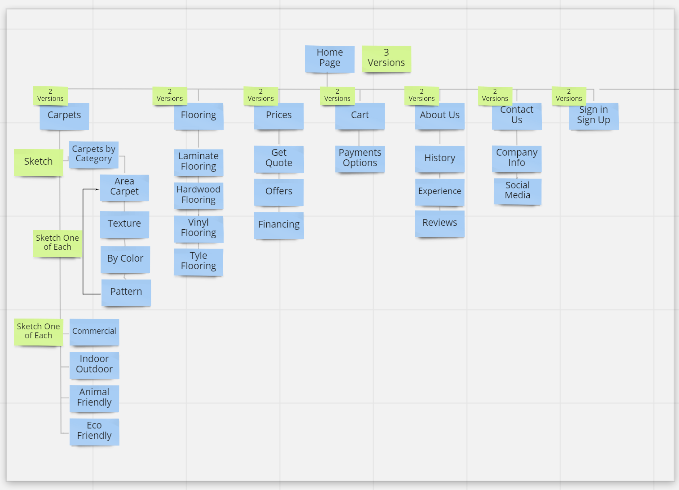 Home
Page
3
Versions
2
Versions
2
Versions
2
Versions
2
Versions
2
Versions
2
Versions
2
Versions
Carpets
Flooring
Prices
Cart
About Us
Contact
Us
Sign in
Sign Up
Sketch
Carpets by
Category
Area
Carpet
Texture
Sketch One
of Each
By Color
Pattern
Sketch One
of Each
Commercial
Indoor
Outdoor
Animal
Friendly
Eco
Friendly
Laminate
Flooring
Hardwood
Flooring
Vinyl
Flooring
Tyle
Flooring
Get
Quote
Offers
Financing
Payments
Options
History
Experience
Reviews
Company
Info
Social
Media